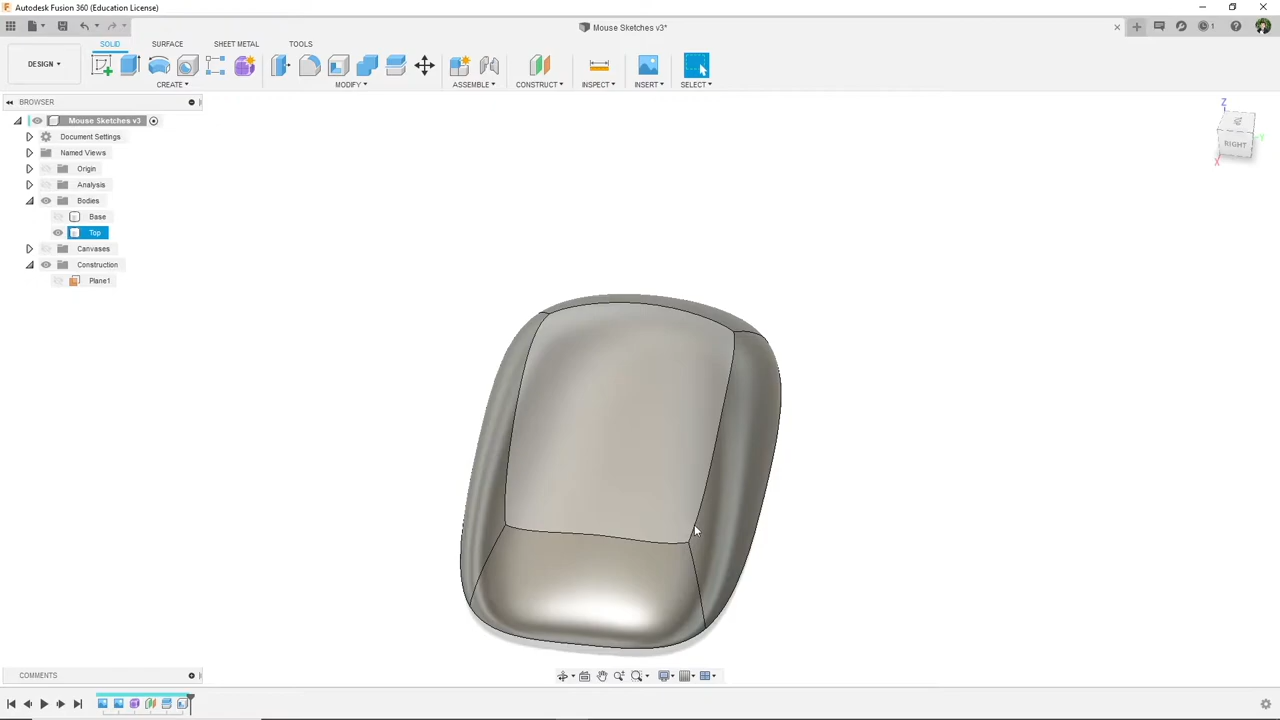 Autodesk Fusion 360 (Education License)
Mouse Sketches v3*
1
DESIGN
SOLID
SURFACE
SHEET METAL
TOOLS
CREATE
MODIFY
ASSEMBLE
CONSTRUCT
INSPECT
INSERT
SELECT
BROWSER
Mouse Sketches v3
Document Settings
Named Views
Origin
Analysis
Bodies
Base
Top
Canvases
Construction
Plane1
Z
RIGHT
Y
X
COMMENTS